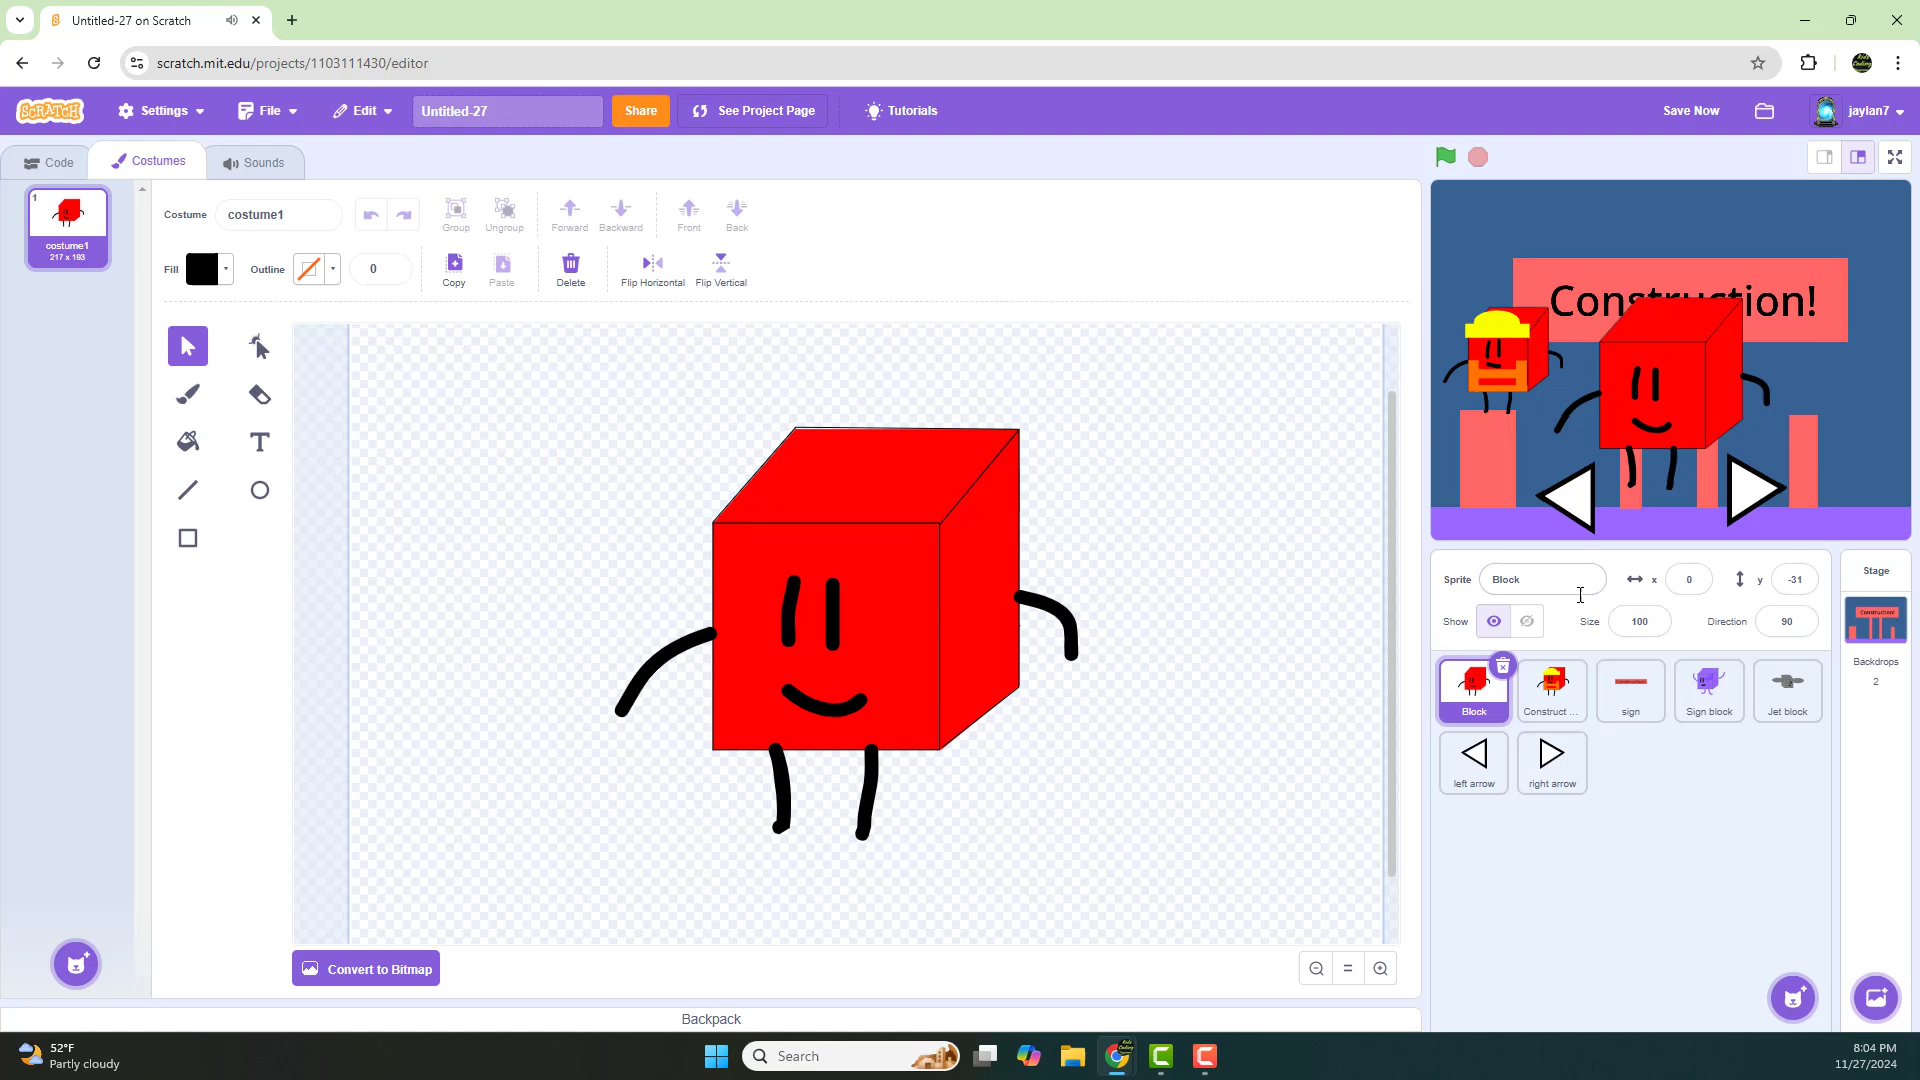 Untitled-27 on Scratch
scratch.mit.edu/projects/1103111430/editor
SCRATCH
Settings
File
Edit
Untitled-27
Share
See Project Page
Tutorials
Save Now
jaylan7
Code
Costumes
Sounds
1
costume1
217 x 193
Costume
costume1
Group
Ungroup
Forward
Backward
Front
Back
Fill
Outline
0
Copy
Paste
Delete
Flip Horizontal
Flip Vertical
T
Convert to Bitmap
Backpack
Construction!
Sprite
Block
x
0
y
-31
Show
Size
100
Direction
90
Stage
Backdrops
2
Block
Construct ...
sign
Sign block
Jet block
left arrow
right arrow
52°F
Partly cloudy
Search
8:04 PM
11/27/2024